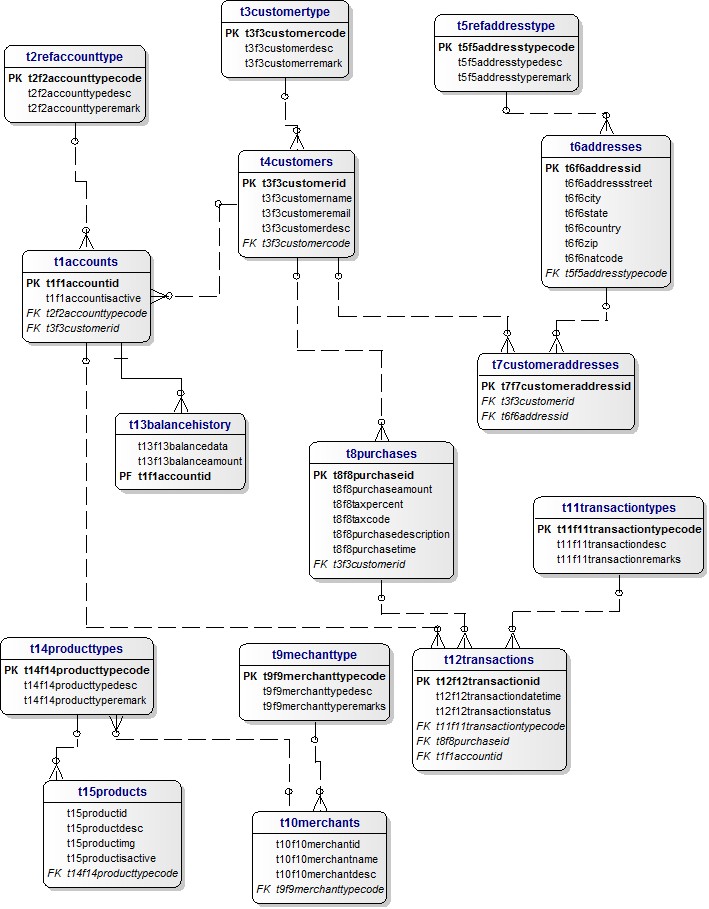 t3customertype
PK t3f3customercode
t3f3customerdesc
t3f3customerremark
t5refaddresstype
PK t5f5addresstypecode
t5f5addresstypedesc
t5f5addresstyperemark
t2refaccounttype
PK t2f2accounttypecode
t2f2accounttypedesc
t2f2accounttyperemark
t4customers
PK t3f3customerid
t3f3customername
t3f3customeremail
t3f3customerdesc
FK t3f3customercode
t6addresses
PK t6f6addressid
t6f6addressstreet
t6f6city
t6f6state
t6f6country
t6f6zip
t6f6natcode
FK t5f5addresstypecode
t1accounts
PK t1f1accountid
t1f1accountisactive
FK t2f2accounttypecode
FK t3f3customerid
t7customeraddresses
PK t7f7customeraddressid
FK t3f3customerid
FK t6f6addressid
t13balancehistory
t13f13balancedata
t13f13balanceamount
PF t1f1accountid
t8purchases
PK t8f8purchaseid
t8f8purchaseamount
t8f8taxpercent
t8f8taxcode
t8f8purchasedescription
t8f8purchasetime
FK t3f3customerid
t11transactiontypes
PK t11f11transactiontypecode
t11f11transactiondesc
t11f11transactionremarks
t14producttypes
PK t14f14producttypecode
t14f14producttypedesc
t14f14producttyperemark
t9mechanttype
PK t9f9merchanttypecode
t9f9merchanttypedesc
t9f9merchanttyperemarks
t12transactions
PK t12f12transactionid
t12f12transactiondatetime
t12f12transactionstatus
FK t11f11transactiontypecode
FK t8f8purchaseid
FK t1f1accountid
t15products
t15productid
t15productdesc
t15productimg
t15productisactive
FK t14f14producttypecode
t10merchants
t10f10merchantid
t10f10merchantname
t10f10merchantdesc
FK t9f9merchanttypecode